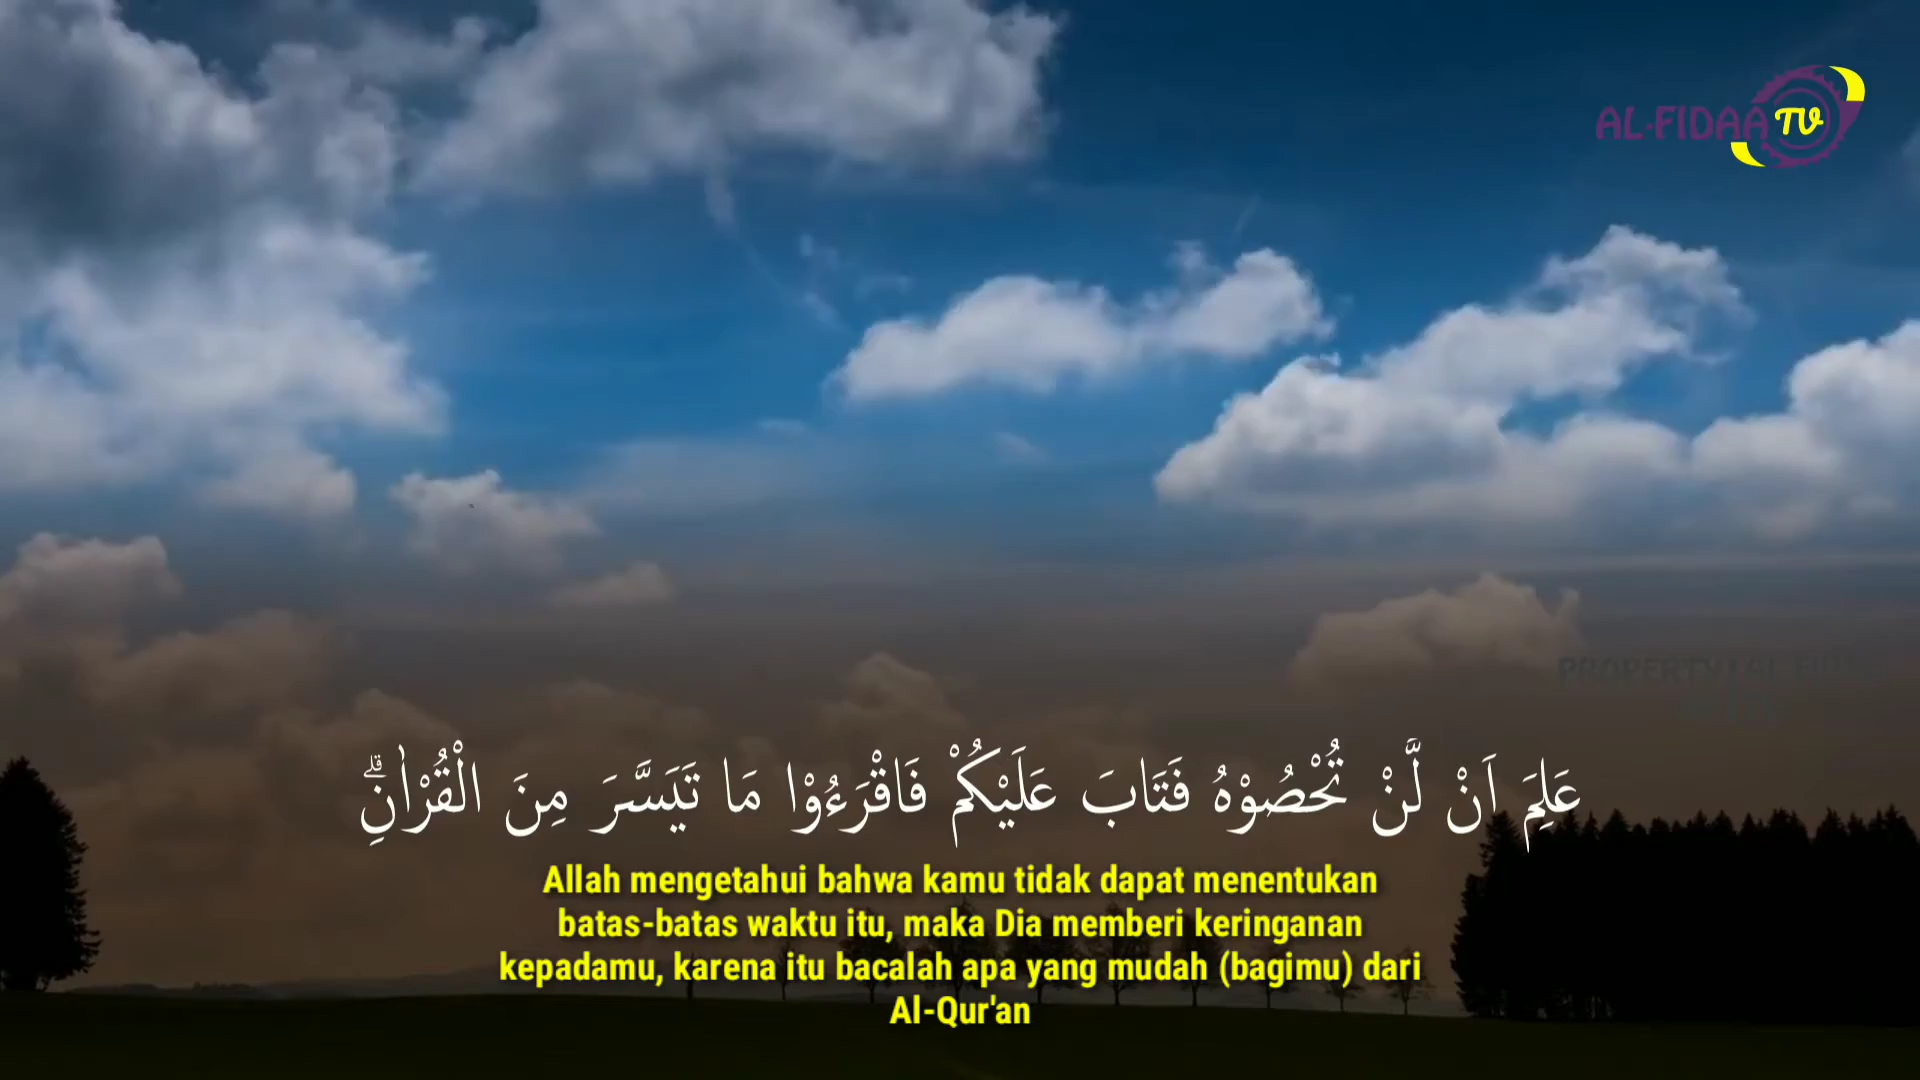 AL-FIDAA TV
PROPERTY
عَلِمَ اَنْ لَّنْ تُحْصُوْهُ فَتَابَ عَلَيْكُمْ فَاقْرَءُوْا مَا تَيَسَّرَ مِنَ الْقُرْاٰنِۗ
Allah mengetahui bahwa kamu tidak dapat menentukan
batas-batas waktu itu, maka Dia memberi keringanan
kepadamu, karena itu bacalah apa yang mudah (bagimu) dari
Al-Qur'an